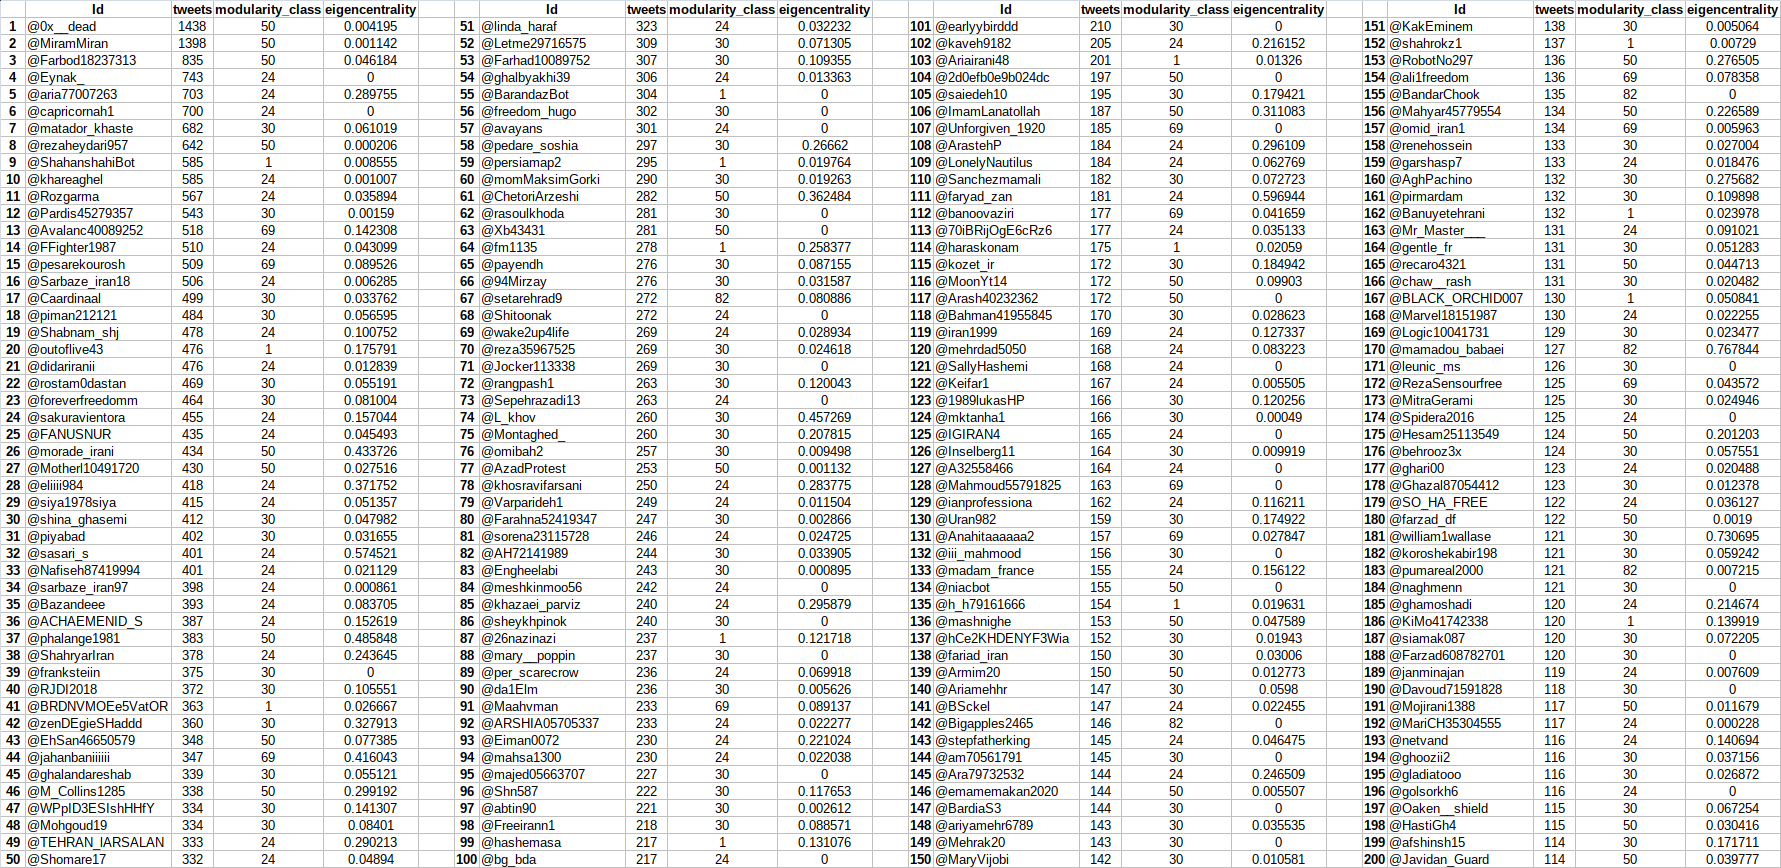 Id tweets modularity_class eigencentrality Id tweets modularity_class eigencentrality Id tweets modularity_class eigencentrality Id tweets modularity_class eigencentrality
1 @0x__dead 1438 50 0.004195 51 @linda_haraf 323 24 0.032232 101 @earlyybirddd 210 30 0 151 @KakEminem 138 30 0.005064
2 @MiramMiran 1398 50 0.001142 52 @Letme29716575 309 30 0.071305 102 @kaveh9182 205 24 0.216152 152 @shahrokz1 137 1 0.00729
3 @Farbod18237313 835 50 0.046184 53 @Farhad10089752 307 30 0.109355 103 @Ariairani48 201 1 0.01326 153 @RobotNo297 136 50 0.276505
4 @Eynak_ 743 24 0 54 @ghalbyakhi39 306 24 0.013363 104 @2d0efb0e9b024dc 197 50 0 154 @ali1freedom 136 69 0.078358
5 @aria77007263 703 24 0.289755 55 @BarandazBot 304 1 0 105 @saiedeh10 195 30 0.179421 155 @BandarChook 135 82 0
6 @capricornah1 700 24 0 56 @freedom_hugo 302 30 0 106 @ImamLanatollah 187 50 0.311083 156 @Mahyar45779554 134 50 0.226589
7 @matador_khaste 682 30 0.061019 57 @avayans 301 24 0 107 @Unforgiven_1920 185 69 0 157 @omid_iran1 134 69 0.005963
8 @rezaheydari957 642 50 0.000206 58 @pedare_soshia 297 30 0.26662 108 @ArastehP 184 24 0.296109 158 @renehossein 133 30 0.027004
9 @ShahanshahiBot 585 1 0.008555 59 @persiamap2 295 1 0.019764 109 @LonelyNautilus 184 24 0.062769 159 @garshasp7 133 24 0.018476
10 @khareaghel 585 24 0.001007 60 @momMaksimGorki 290 30 0.019263 110 @Sanchezmamali 182 30 0.072723 160 @AghPachino 132 30 0.275682
11 @Rozgarma 567 24 0.035894 61 @ChetoriArzeshi 282 50 0.362484 111 @faryad_zan 181 24 0.596944 161 @pirmardam 132 30 0.109898
12 @Pardis45279357 543 30 0.00159 62 @rasoulkhoda 281 30 0 112 @banoovaziri 177 69 0.041659 162 @Banuyetehrani 132 1 0.023978
13 @Avalanc40089252 518 69 0.142308 63 @Xb43431 281 50 0 113 @70iBRijOgE6cRz6 177 24 0.035133 163 @Mr_Master___ 131 24 0.091021
14 @FFighter1987 510 24 0.043099 64 @fm1135 278 1 0.258377 114 @haraskonam 175 1 0.02059 164 @gentle_fr 131 30 0.051283
15 @pesarekourosh 509 69 0.089526 65 @payendh 276 30 0.087155 115 @kozet_ir 172 30 0.184942 165 @recaro4321 131 50 0.044713
16 @Sarbaze_iran18 506 24 0.006285 66 @94Mirzay 276 30 0.031587 116 @MoonYt14 172 50 0.09903 166 @chaw__rash 131 30 0.020482
17 @Caardinaal 499 30 0.033762 67 @setarehrad9 272 82 0.080886 117 @Arash40232362 172 50 0 167 @BLACK_ORCHID007 130 1 0.050841
18 @piman212121 484 30 0.056595 68 @Shitoonak 272 24 0 118 @Bahman41955845 170 30 0.028623 168 @Marvel18151987 130 24 0.022255
19 @Shabnam_shj 478 24 0.100752 69 @wake2up4life 269 24 0.028934 119 @iran1999 169 24 0.127337 169 @Logic10041731 129 30 0.023477
20 @outoflive43 476 1 0.175791 70 @reza35967525 269 30 0.024618 120 @mehrdad5050 168 24 0.083223 170 @mamadou_babaei 127 82 0.767844
21 @didariranii 476 24 0.012839 71 @Jocker113338 269 30 0 121 @SallyHashemi 168 24 0 171 @leunic_ms 126 30 0
22 @rostam0dastan 469 30 0.055191 72 @rangpash1 263 30 0.120043 122 @Keifar1 167 24 0.005505 172 @RezaSensourfree 125 69 0.043572
23 @foreverfreedomm 464 30 0.081004 73 @Sepehrazadi13 263 24 0 123 @1989lukasHP 166 30 0.120256 173 @MitraGerami 125 30 0.024946
24 @sakuravientora 455 24 0.157044 74 @L_khov 260 30 0.457269 124 @mktanha1 166 30 0.00049 174 @Spidera2016 125 24 0
25 @FANUSNUR 435 24 0.045493 75 @Montaghed_ 260 30 0.207815 125 @IGIRAN4 165 24 0 175 @Hesam25113549 124 50 0.201203
26 @morade_irani 434 50 0.433726 76 @omibah2 257 30 0.009498 126 @Inselberg11 164 30 0.009919 176 @behrooz3x 124 30 0.057551
27 @Motherl10491720 430 50 0.027516 77 @AzadProtest 253 50 0.001132 127 @A32558466 164 24 0 177 @ghari00 123 24 0.020488
28 @eliiii984 418 24 0.371752 78 @khosravifarsani 250 24 0.283775 128 @Mahmoud55791825 163 69 0 178 @Ghazal87054412 123 30 0.012378
29 @siya1978siya 415 24 0.051357 79 @Varparideh1 249 24 0.011504 129 @ianprofessiona 162 24 0.116211 179 @SO_HA_FREE 122 24 0.036127
30 @shina_ghasemi 412 30 0.047982 80 @Farahna52419347 247 30 0.002866 130 @Uran982 159 30 0.174922 180 @farzad_df 122 50 0.0019
31 @piyabad 402 30 0.031655 81 @sorena23115728 246 24 0.024725 131 @Anahitaaaaaa2 157 69 0.027847 181 @william1wallase 121 30 0.730695
32 @sasari_s 401 24 0.574521 82 @AH72141989 244 30 0.033905 132 @iii_mahmood 156 30 0 182 @koroshekabir198 121 30 0.059242
33 @Nafiseh87419994 401 24 0.021129 83 @Engheelabi 243 30 0.000895 133 @madam_france 155 24 0.156122 183 @pumareal2000 121 82 0.007215
34 @sarbaze_iran97 398 24 0.000861 84 @meshkinmoo56 242 24 0 134 @niacbot 155 50 0 184 @naghmenn 121 30 0
35 @Bazandeee 393 24 0.083705 85 @khazaei_parviz 240 24 0.295879 135 @h_h79161666 154 1 0.019631 185 @ghamoshadi 120 24 0.214674
36 @ACHAEMENID_S 387 24 0.152619 86 @sheykhpinok 240 30 0 136 @mashnighe 153 50 0.047589 186 @KiMo41742338 120 1 0.139919
37 @phalange1981 383 50 0.485848 87 @26nazinazi 237 1 0.121718 137 @hCe2KHDENYF3Wia 152 30 0.01943 187 @siamak087 120 30 0.072205
38 @ShahryarIran 378 24 0.243645 88 @mary__poppin 237 30 0 138 @fariad_iran 150 30 0.03006 188 @Farzad608782701 120 30 0
39 @franksteiin 375 30 0 89 @per_scarecrow 236 24 0.069918 139 @Armim20 150 50 0.012773 189 @janminajan 119 24 0.007609
40 @RJDI2018 372 30 0.105551 90 @da1Elm 236 30 0.005626 140 @Ariamehhr 147 30 0.0598 190 @Davoud71591828 118 30 0
41 @BRDNVMOEe5VatOR 363 1 0.026667 91 @Maahvman 233 69 0.089137 141 @BSckel 147 24 0.022455 191 @Mojirani1388 117 50 0.011679
42 @zenDEgieSHaddd 360 30 0.327913 92 @ARSHIA05705337 233 24 0.022277 142 @Bigapples2465 146 82 0 192 @MariCH35304555 117 24 0.000228
43 @EhSan46650579 348 50 0.077385 93 @Eiman0072 230 24 0.221024 143 @stepfatherking 145 24 0.046475 193 @netvand 116 24 0.140694
44 @jahanbaniiiiii 347 69 0.416043 94 @mahsa1300 230 24 0.022038 144 @am70561791 145 30 0 194 @ghoozii2 116 30 0.037156
45 @ghalandareshab 339 30 0.055121 95 @majed05663707 227 30 0 145 @Ara79732532 144 24 0.246509 195 @gladiatooo 116 30 0.026872
46 @M_Collins1285 338 50 0.299192 96 @Shn587 222 30 0.117653 146 @emamemakan2020 144 50 0.005507 196 @golsorkh6 116 24 0
47 @WPpID3ESIshHHfY 334 30 0.141307 97 @abtin90 221 30 0.002612 147 @BardiaS3 144 30 0 197 @Oaken__shield 115 30 0.067254
48 @Mohgoud19 334 30 0.08401 98 @Freeirann1 218 30 0.088571 148 @ariyamehr6789 143 30 0.035535 198 @HastiGh4 115 50 0.030416
49 @TEHRAN_IARSALAN 333 24 0.290213 99 @hashemasa 217 1 0.131076 149 @Mehrak20 143 30 0 199 @afshinsh15 114 30 0.171711
50 @Shomare17 332 24 0.04894 100 @bg_bda 217 24 0 150 @MaryVijobi 142 30 0.010581 200 @Javidan_Guard 114 50 0.039777